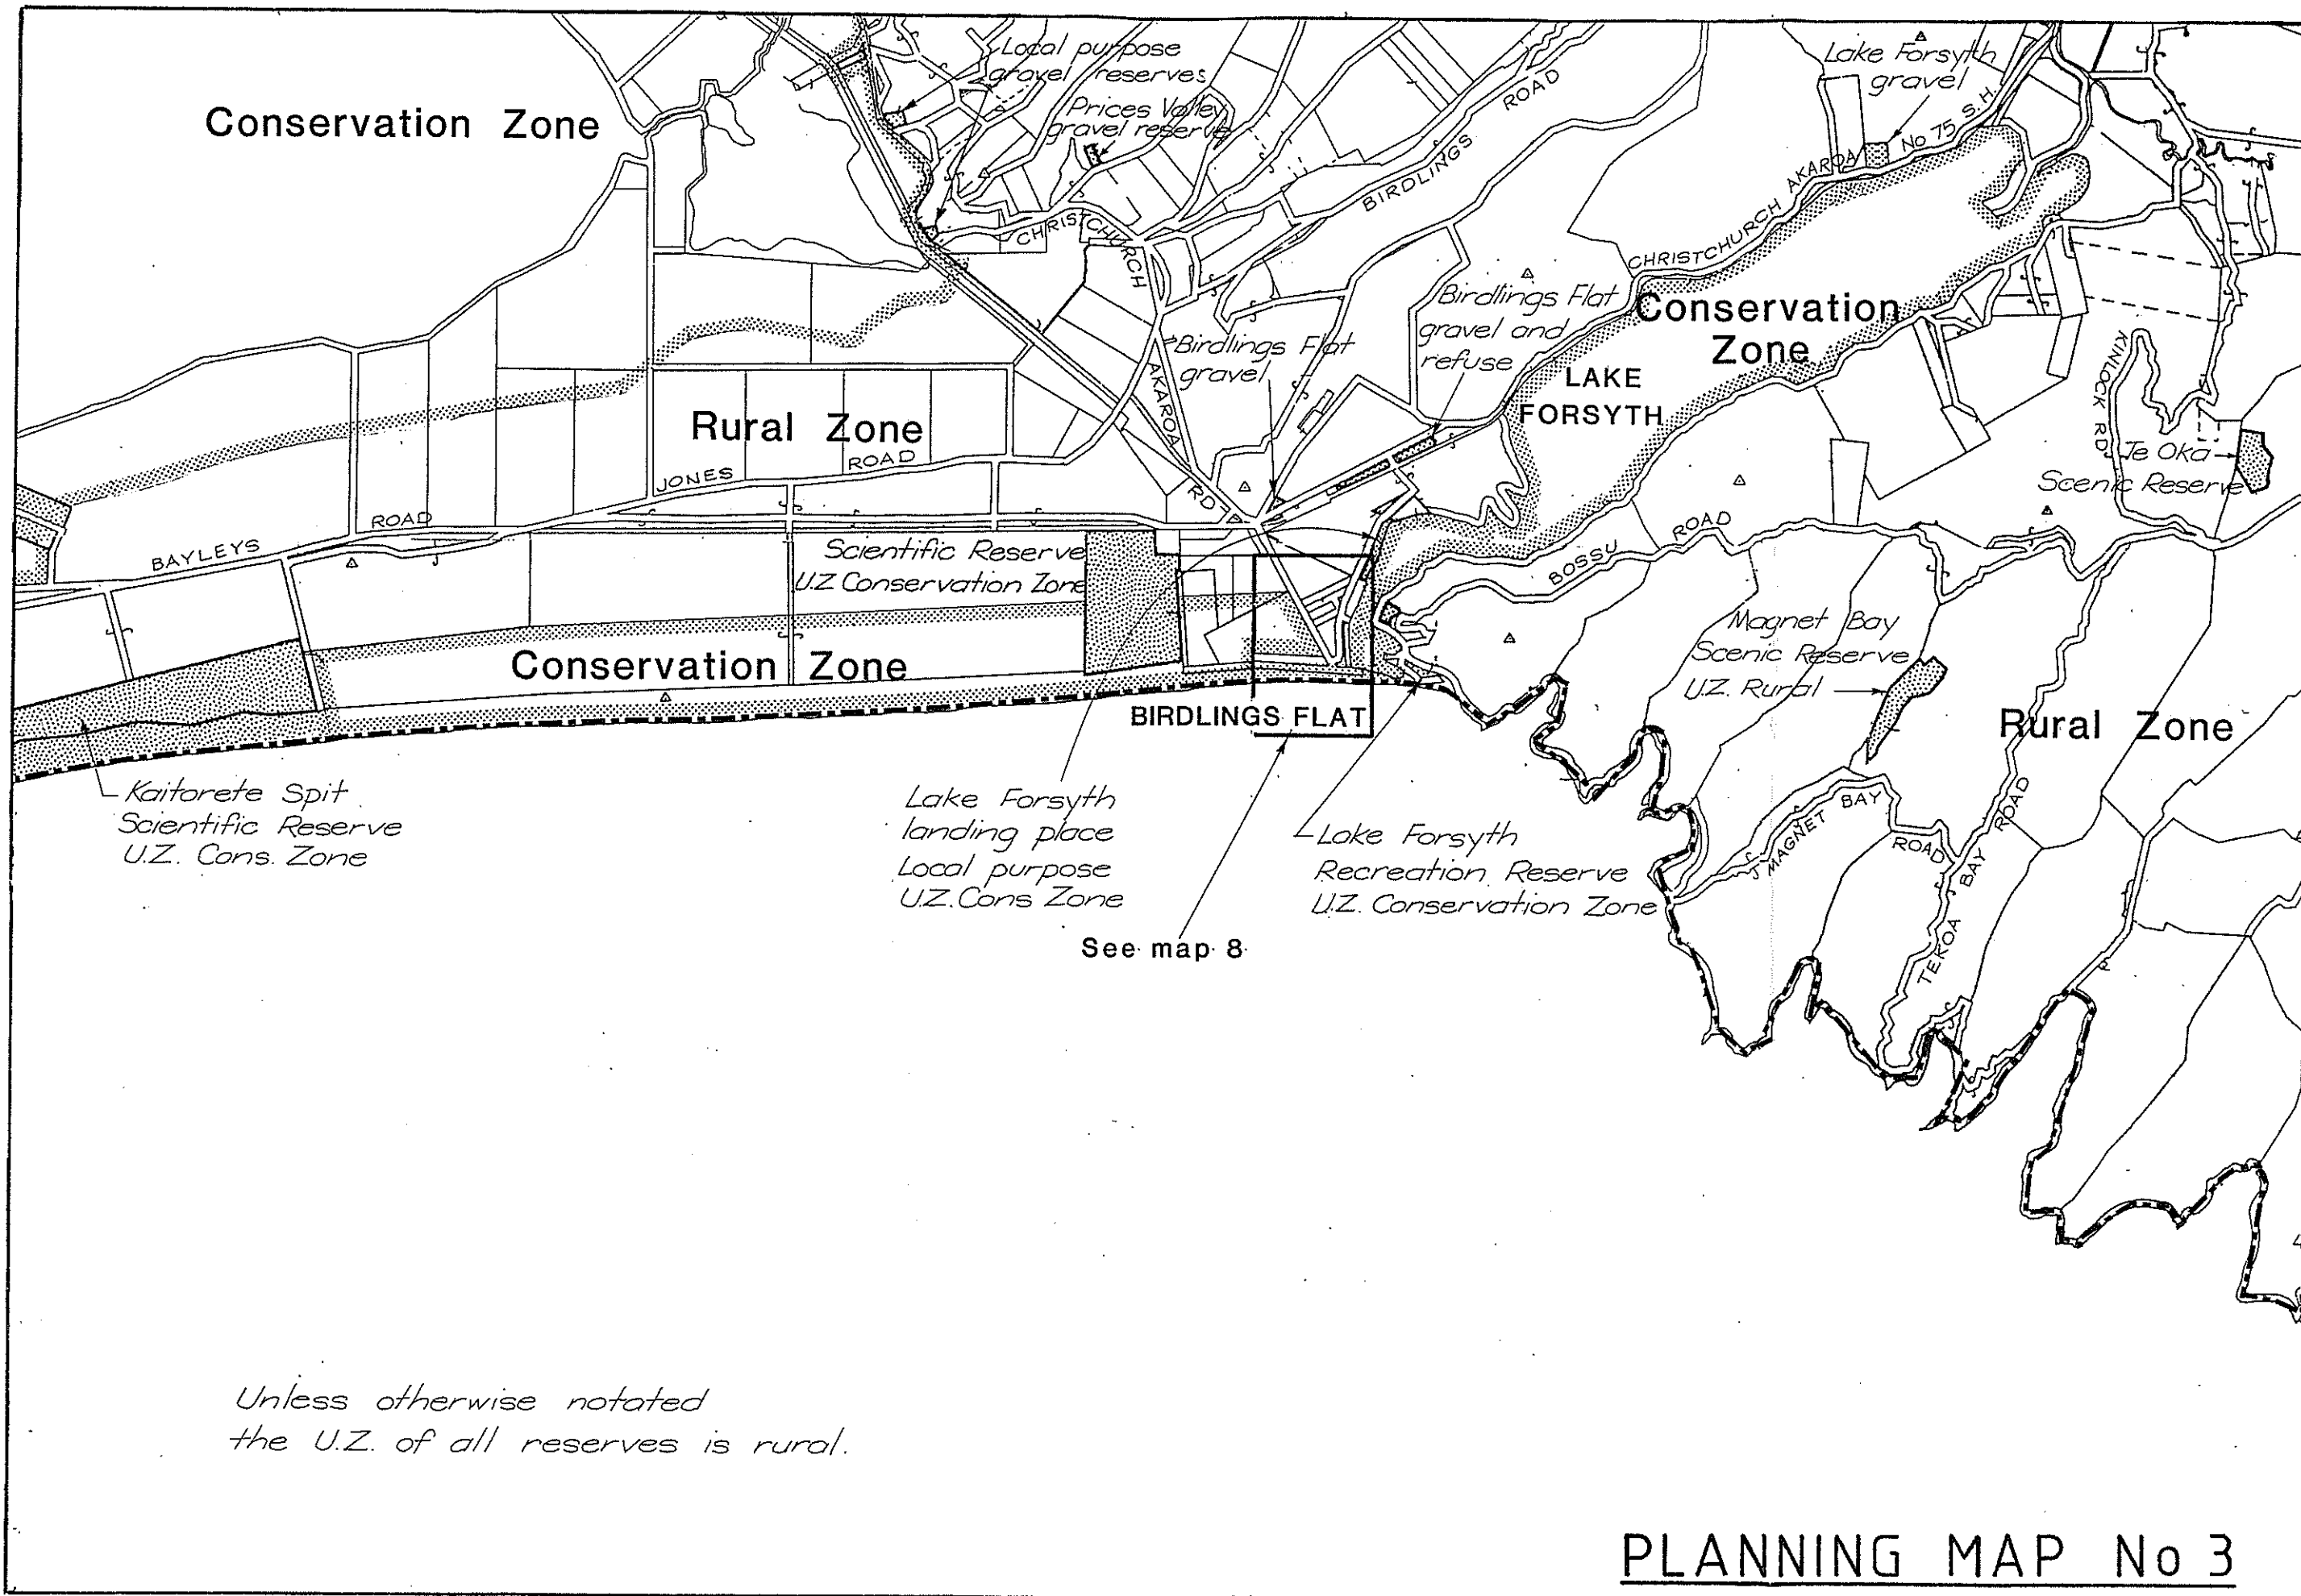 Local purpose
gravel reserves
Lake Forsyth
gravel
Conservation Zone
Prices Valley
gravel reserve
BIRDLINGS ROAD
CHRISTCHURCH AKAROA No 75 S.H.
CHRISTCHURCH
AKAROA
RD
Birdlings Flat
gravel and
refuse
Conservation
Zone
Birdlings Flat
gravel
LAKE
FORSYTH
KINLOCK RD
Rural Zone
JONES ROAD
Te Oka
Scenic Reserve
BAYLEYS ROAD
BOSSU ROAD
Scientific Reserve
U.Z Conservation Zone
Magnet Bay
Scenic Reserve
U.Z. Rural
Conservation Zone
BIRDLINGS FLAT
Rural Zone
Kaitorete Spit
Scientific Reserve
U.Z. Cons. Zone
Lake Forsyth
landing place
Local purpose
U.Z. Cons Zone
Lake Forsyth
Recreation Reserve
U.Z. Conservation Zone
MAGNET BAY ROAD
TEKOA BAY ROAD
See map 8
Unless otherwise notated
the U.Z. of all reserves is rural.
PLANNING MAP No 3